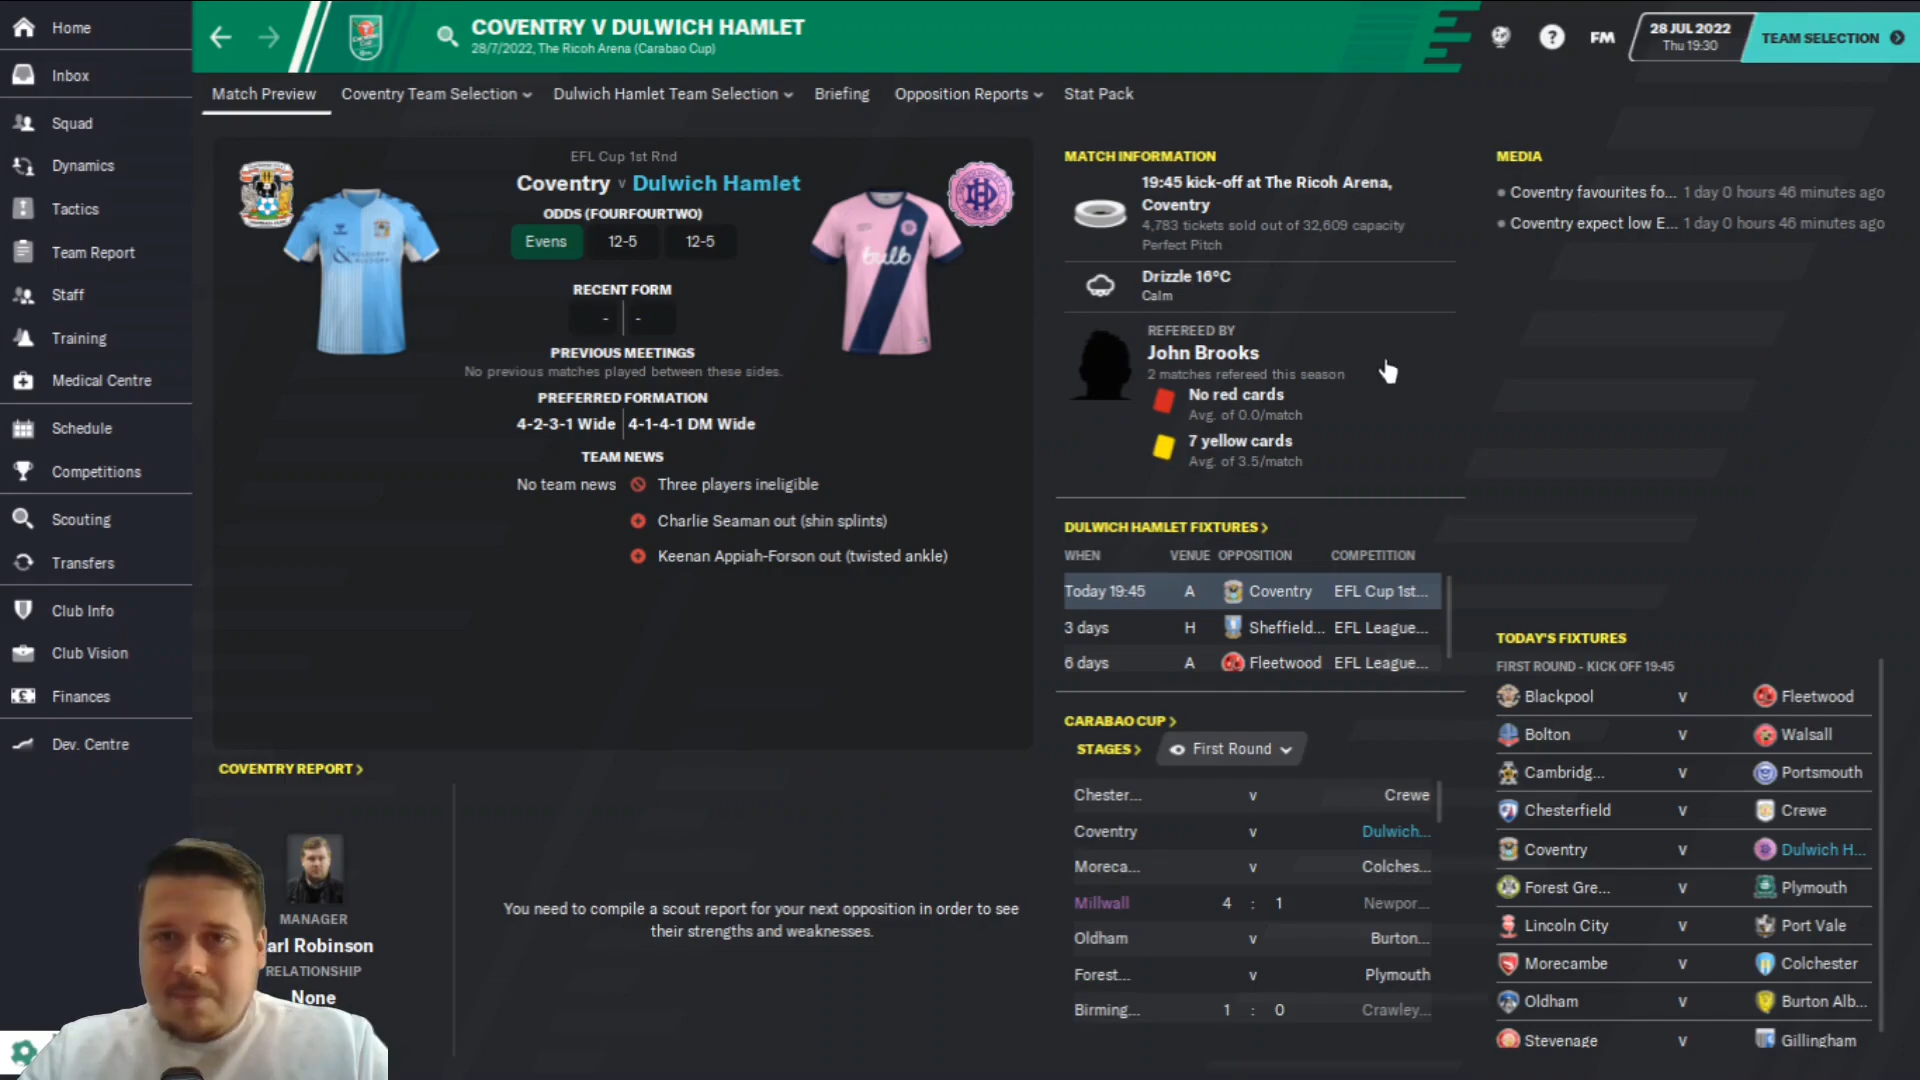 Home
Inbox
Squad
Dynamics
Tactics
Team Report
Staff
Training
Medical Centre
Schedule
Competitions
Scouting
Transfers
Club Info
Club Vision
Finances
Dev. Centre
COVENTRY V DULWICH HAMLET
28/7/2022, The Ricoh Arena (Carabao Cup)
FM
28 JUL 2022
Thu 19:30
TEAM SELECTION
Match Preview
Coventry Team Selection
Dulwich Hamlet Team Selection
Briefing
Opposition Reports
Stat Pack
EFL Cup 1st Rnd
Coventry v Dulwich Hamlet
ODDS (FOURFOURTWO)
Evens 12-5 12-5
RECENT FORM
- -
PREVIOUS MEETINGS
No previous matches played between these sides.
PREFERRED FORMATION
4-2-3-1 Wide 4-1-4-1 DM Wide
TEAM NEWS
No team news Three players ineligible
Charlie Seaman out (shin splints)
Keenan Appiah-Forson out (twisted ankle)
bulb
COVENTRY REPORT >
MANAGER
arl Robinson
RELATIONSHIP
None
You need to compile a scout report for your next opposition in order to see
their strengths and weaknesses.
MATCH INFORMATION
19:45 kick-off at The Ricoh Arena,
Coventry
4,783 tickets sold out of 32,609 capacity
Perfect Pitch
Drizzle 16°C
Calm
REFEREED BY
John Brooks
2 matches refereed this season
No red cards
Avg. of 0.0/match
7 yellow cards
Avg. of 3.5/match
DULWICH HAMLET FIXTURES >
WHEN VENUE OPPOSITION COMPETITION
Today 19:45 A Coventry EFL Cup 1st...
3 days H Sheffield... EFL League...
6 days A Fleetwood EFL League...
CARABAO CUP >
STAGES > First Round
Chester... v Crewe
Coventry v Dulwich...
Moreca... v Colches...
Millwall 4 : 1 Newpor...
Oldham v Burton...
Forest... v Plymouth
Birming... 1 : 0 Crawley...
MEDIA
Coventry favourites fo... 1 day 0 hours 46 minutes ago
Coventry expect low E... 1 day 0 hours 46 minutes ago
TODAY'S FIXTURES
FIRST ROUND - KICK OFF 19:45
Blackpool v Fleetwood
Bolton v Walsall
Cambridg... v Portsmouth
Chesterfield v Crewe
Coventry v Dulwich H...
Forest Gre... v Plymouth
Lincoln City v Port Vale
Morecambe v Colchester
Oldham v Burton Alb...
Stevenage v Gillingham